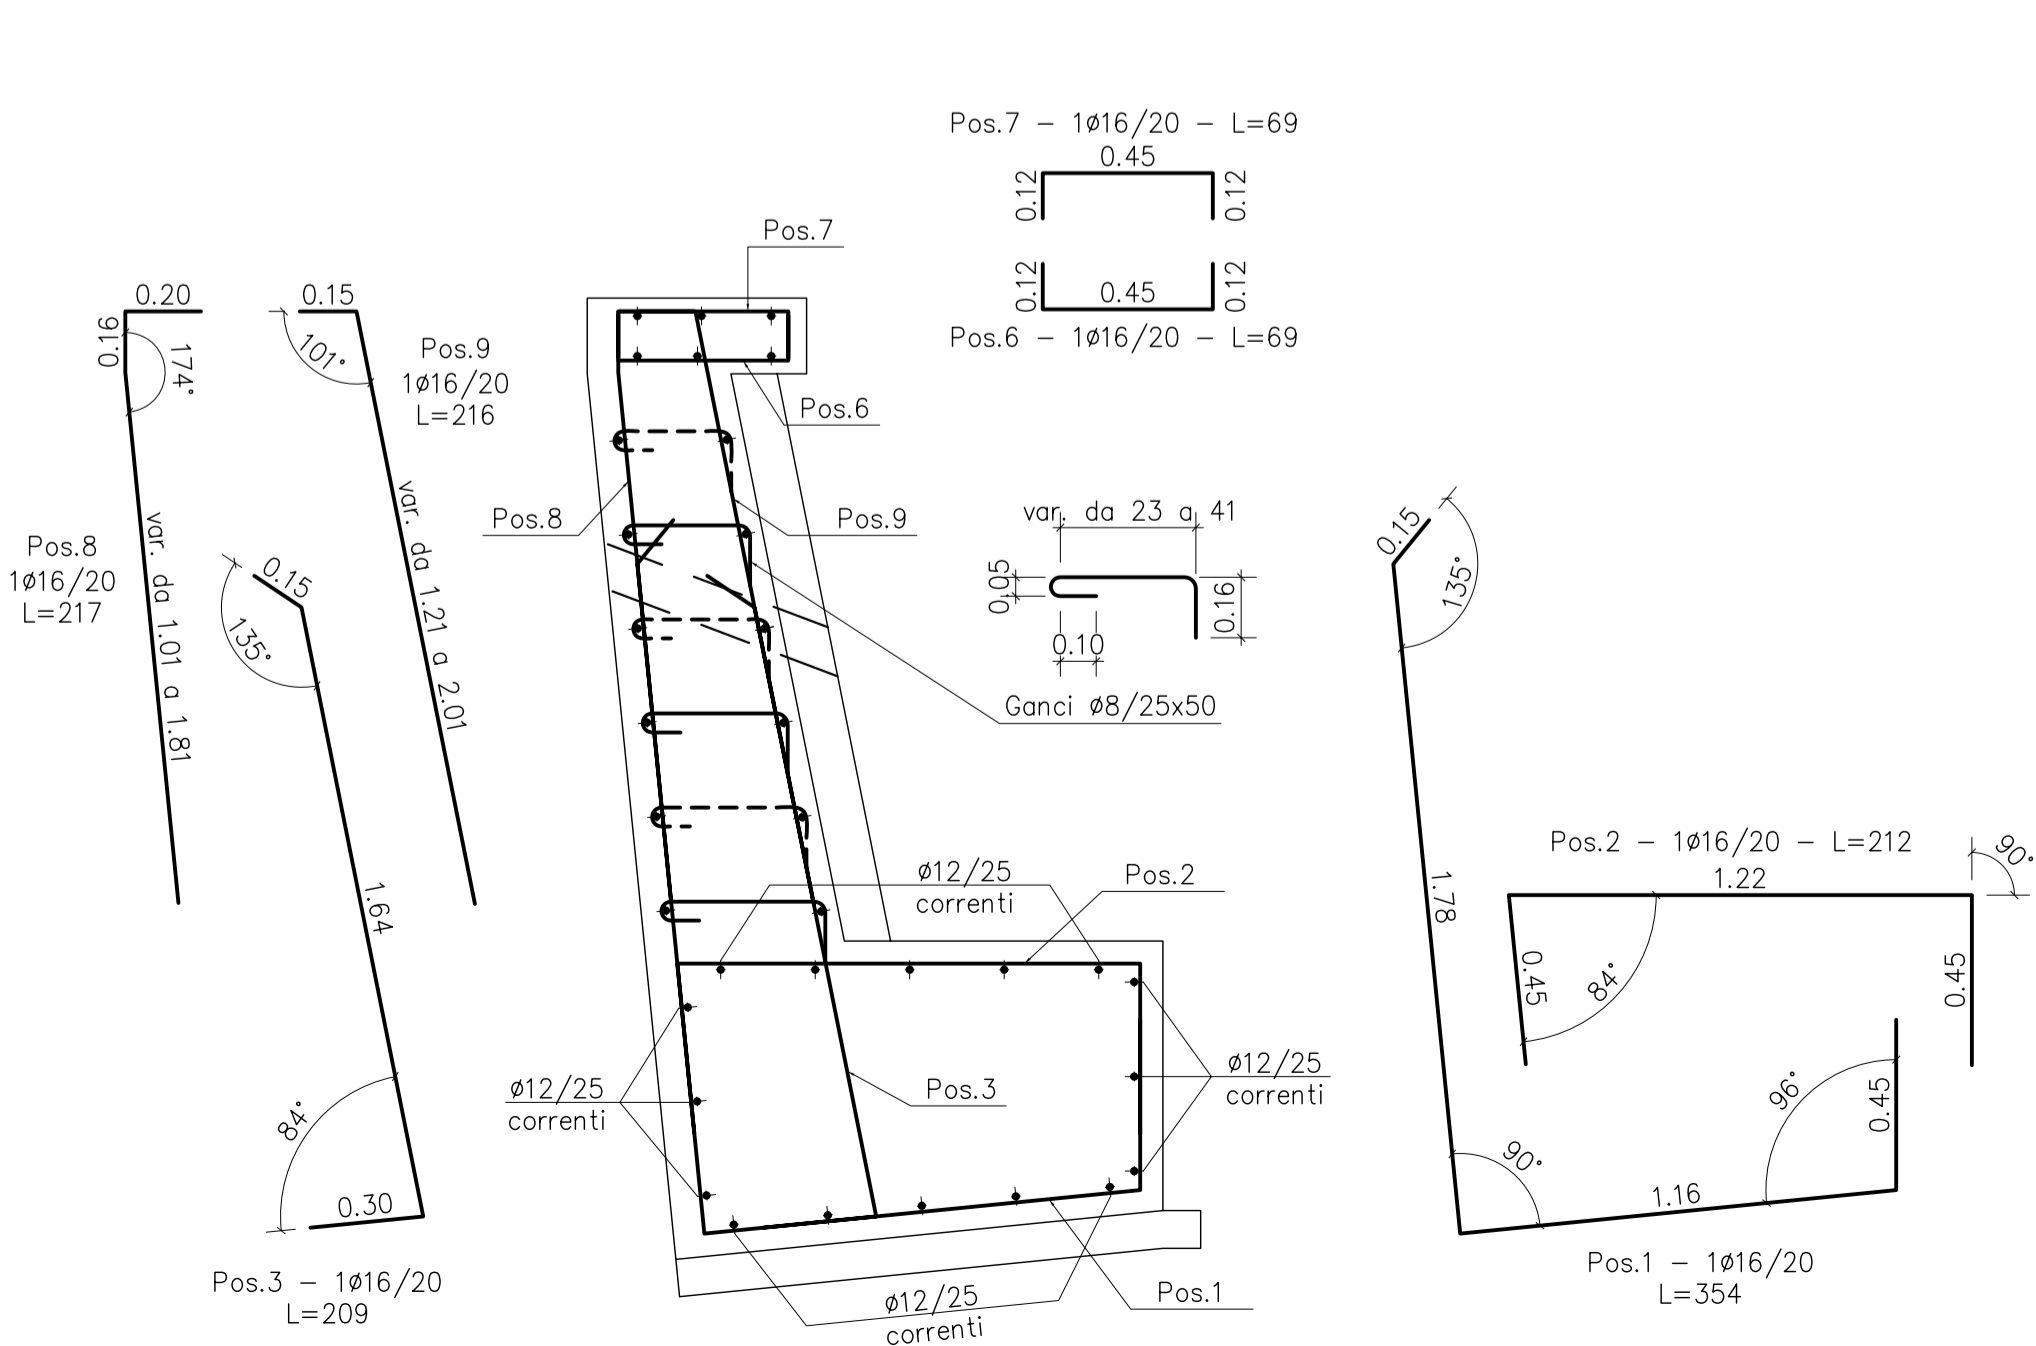 Pos.7 – 1ø16/20 – L=69
0.45
0.12
0.12
0.12
0.45
0.12
Pos.6 – 1ø16/20 – L=69
Pos.7
Pos.6
0.20
0.16
174°
Pos.8
1ø16/20
L=217
var. da 1.01 a 1.81
0.15
101°
Pos.9
1ø16/20
L=216
var. da 1.21 a 2.01
0.15
135°
1.64
84°
0.30
Pos.3 – 1ø16/20
L=209
Pos.8
Pos.9
var. da 23 a 41
0.05
0.10
0.16
Ganci ø8/25x50
ø12/25
correnti
Pos.2
ø12/25
correnti
Pos.3
ø12/25
correnti
ø12/25
correnti
Pos.1
0.15
135°
1.78
90°
1.16
96°
0.45
Pos.1 – 1ø16/20
L=354
Pos.2 – 1ø16/20 – L=212
1.22
90°
0.45
84°
0.45